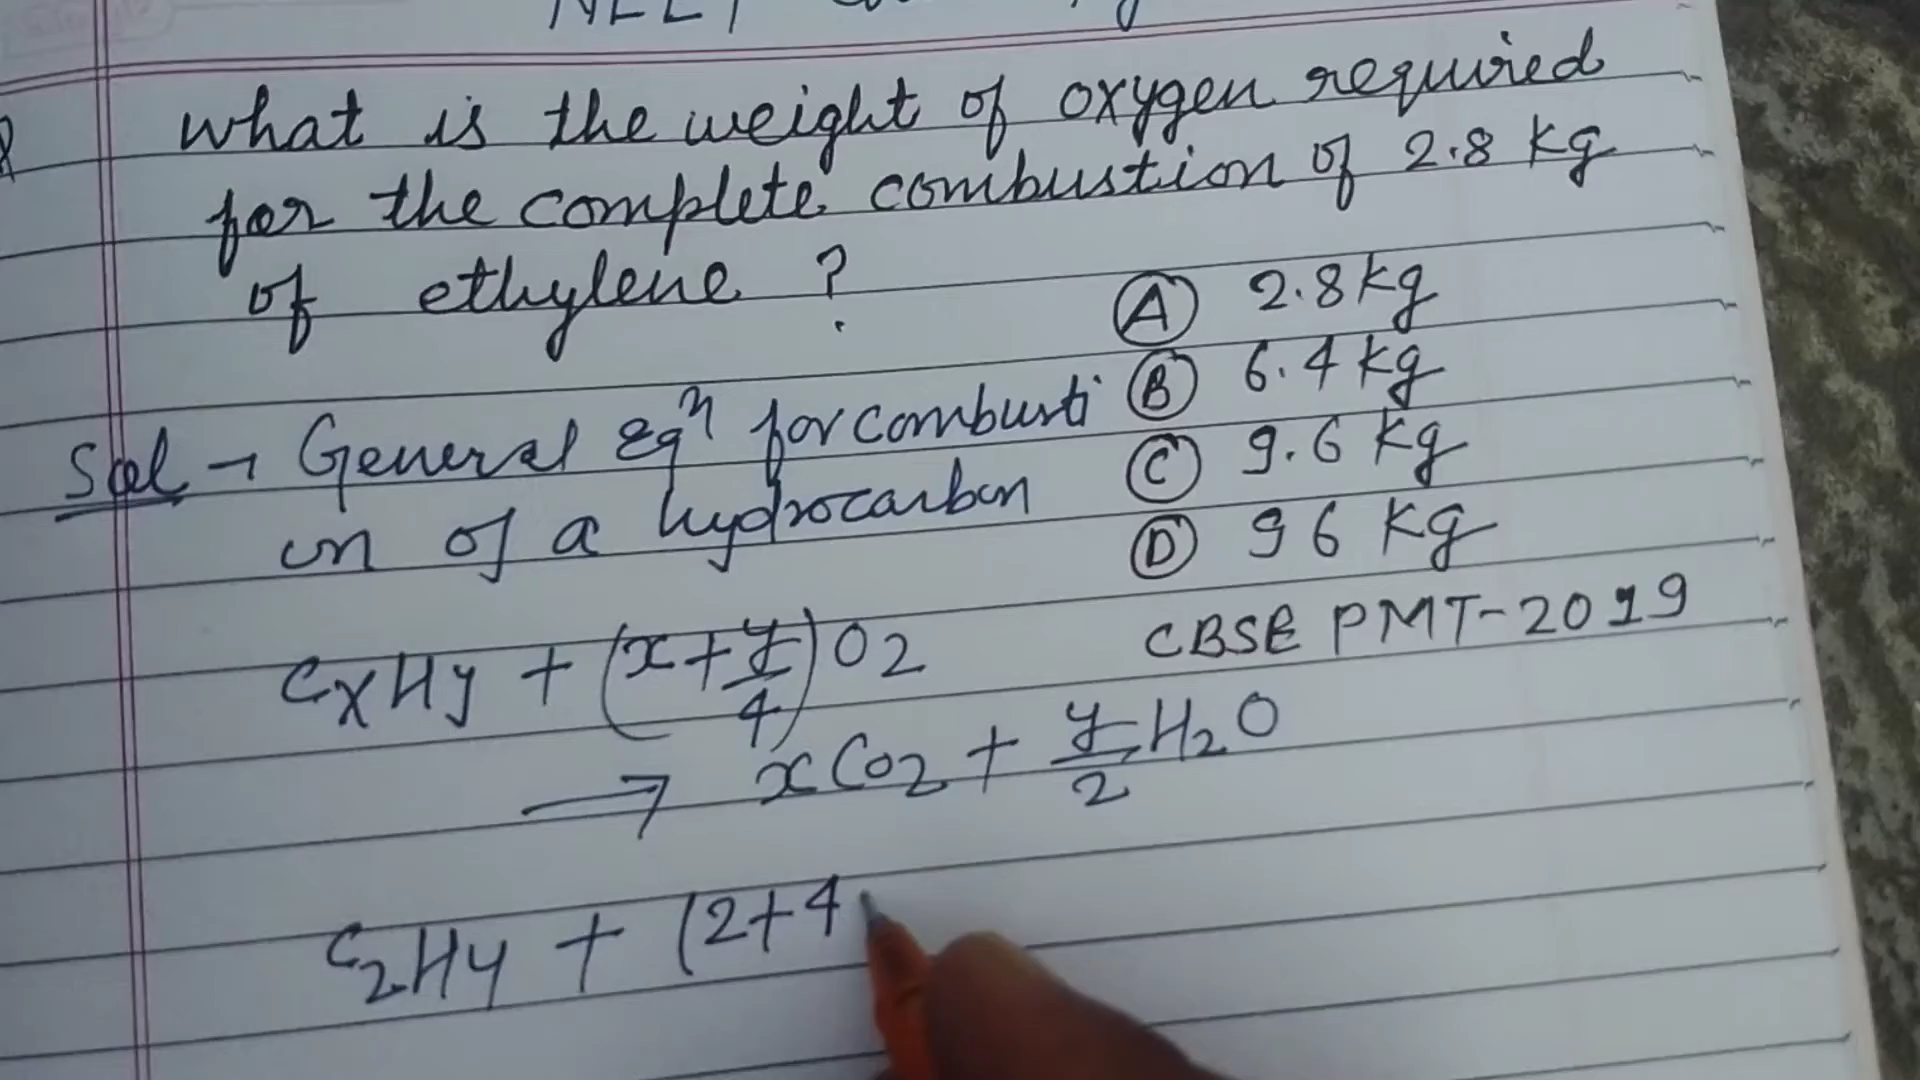 What is the weight of oxygen required
for the complete combustion of 2.8 kg
of ethylene ?
(A) 2.8 kg
(B) 6.4 kg
(C) 9.6 kg
(D) 96 kg
CBSE PMT-2019
Sol → General Eqⁿ for combusti
on of a hydrocarbon
CxHy + (x+y/4)O2
→ xCO2 + y/2 H2O
C2H4 + (2+4